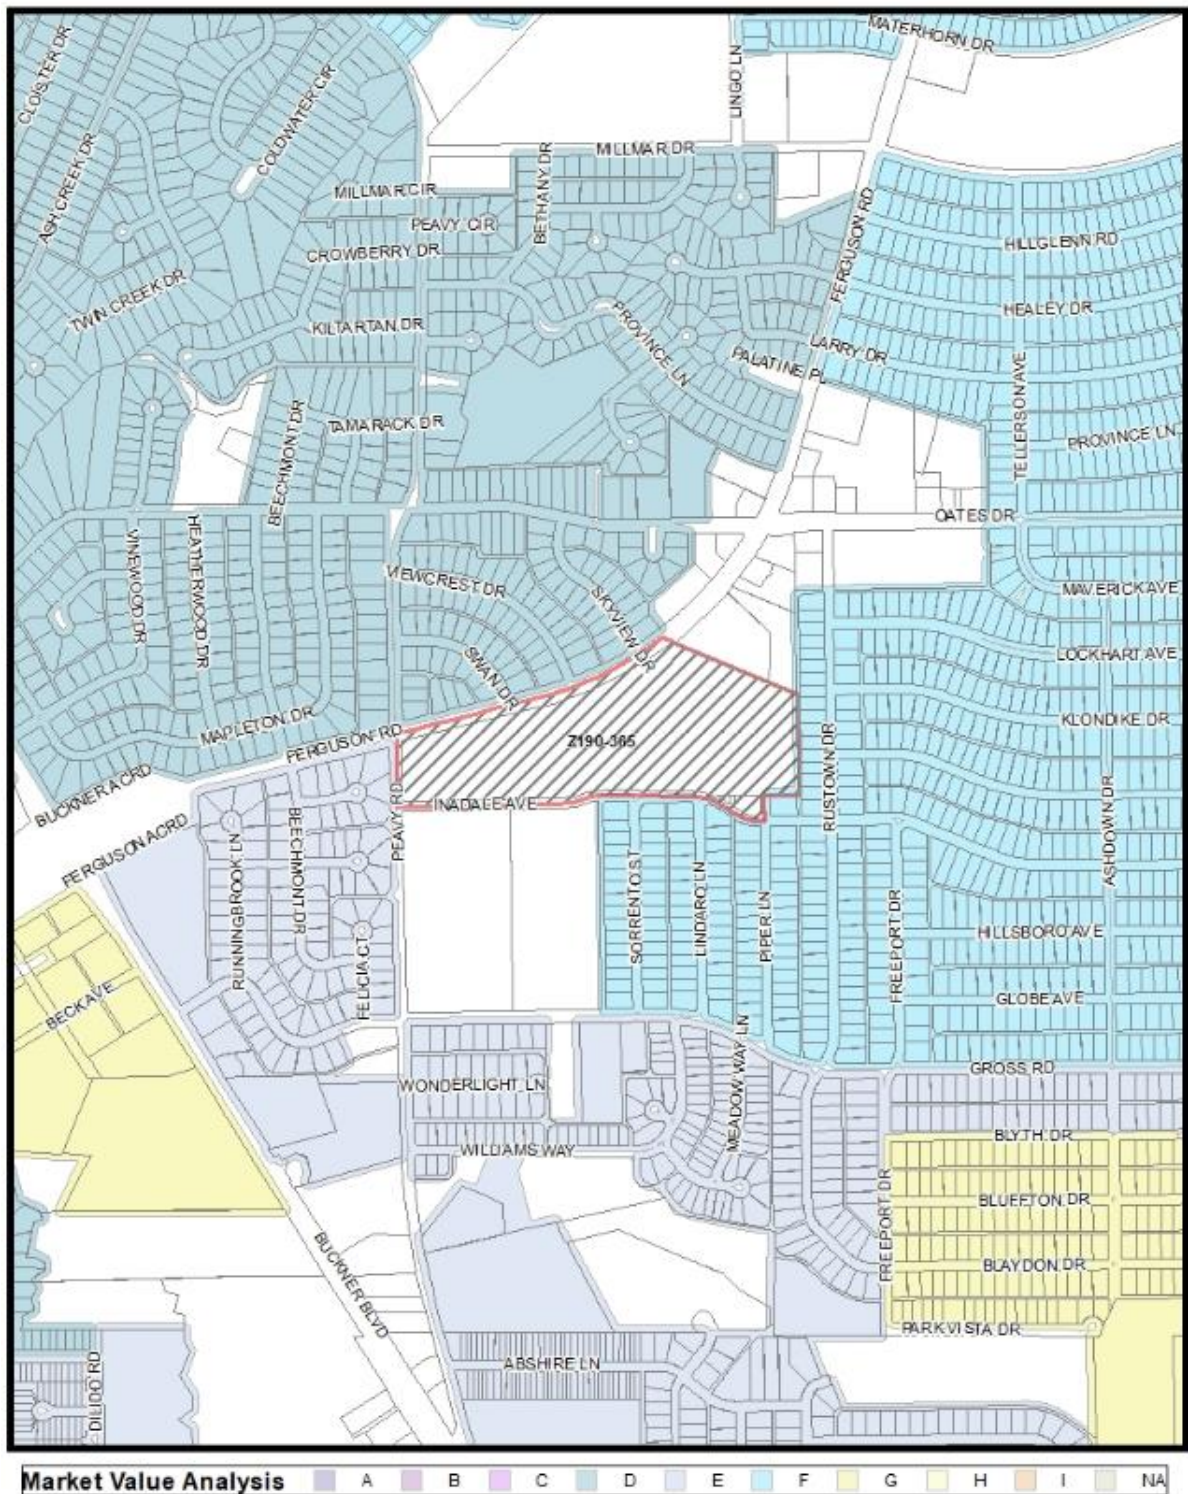 MATERHORN DR
CLOISTER DR
LINGO LN
COLDWATER CIR
ASH CREEK DR
MILLMAR DR
BETHANY DR
MILLMAR CIR
PEAVY CIR
FERGUSON RD
HILLGLENN RD
CROWBERRY DR
TWIN CREEK DR
HEALEY DR
KILTARTAN DR
PROVINCE LN
LARRY DR
PALATINE PL
TELLERSON AVE
BEECHMONT DR
TAMARACK DR
PROVINCE LN
OATES DR
VINEWOOD DR
HEATHERWOOD DR
VIEWCREST DR
SKYVIEW DR
MAVERICK AVE
LOCKHART AVE
SWAN DR
MAPLETON DR
FERGUSON RD
KLONDIKE DR
Z190-365
RUSTOWN DR
BUCKNER ACRD
PEAVY RD
INADALE AVE
ASHDOWN DR
FERGUSON ACRD
RUNNINGBROOK LN
BEECHMONT DR
SORRENTO ST
LINDARO LN
PIPER LN
FREEPORT DR
HILLSBORO AVE
FELICIA CT
BECK AVE
GLOBE AVE
MEADOW WAY LN
GROSS RD
WONDERLIGHT LN
BLYTH DR
WILLIAMS WAY
FREEPORT DR
BLUFFTON DR
BUCKNER BLVD
BLAYDON DR
PARKVISTA DR
ABSHIRE LN
DILIDO RD
Market Value Analysis A B C D E F G H I NA